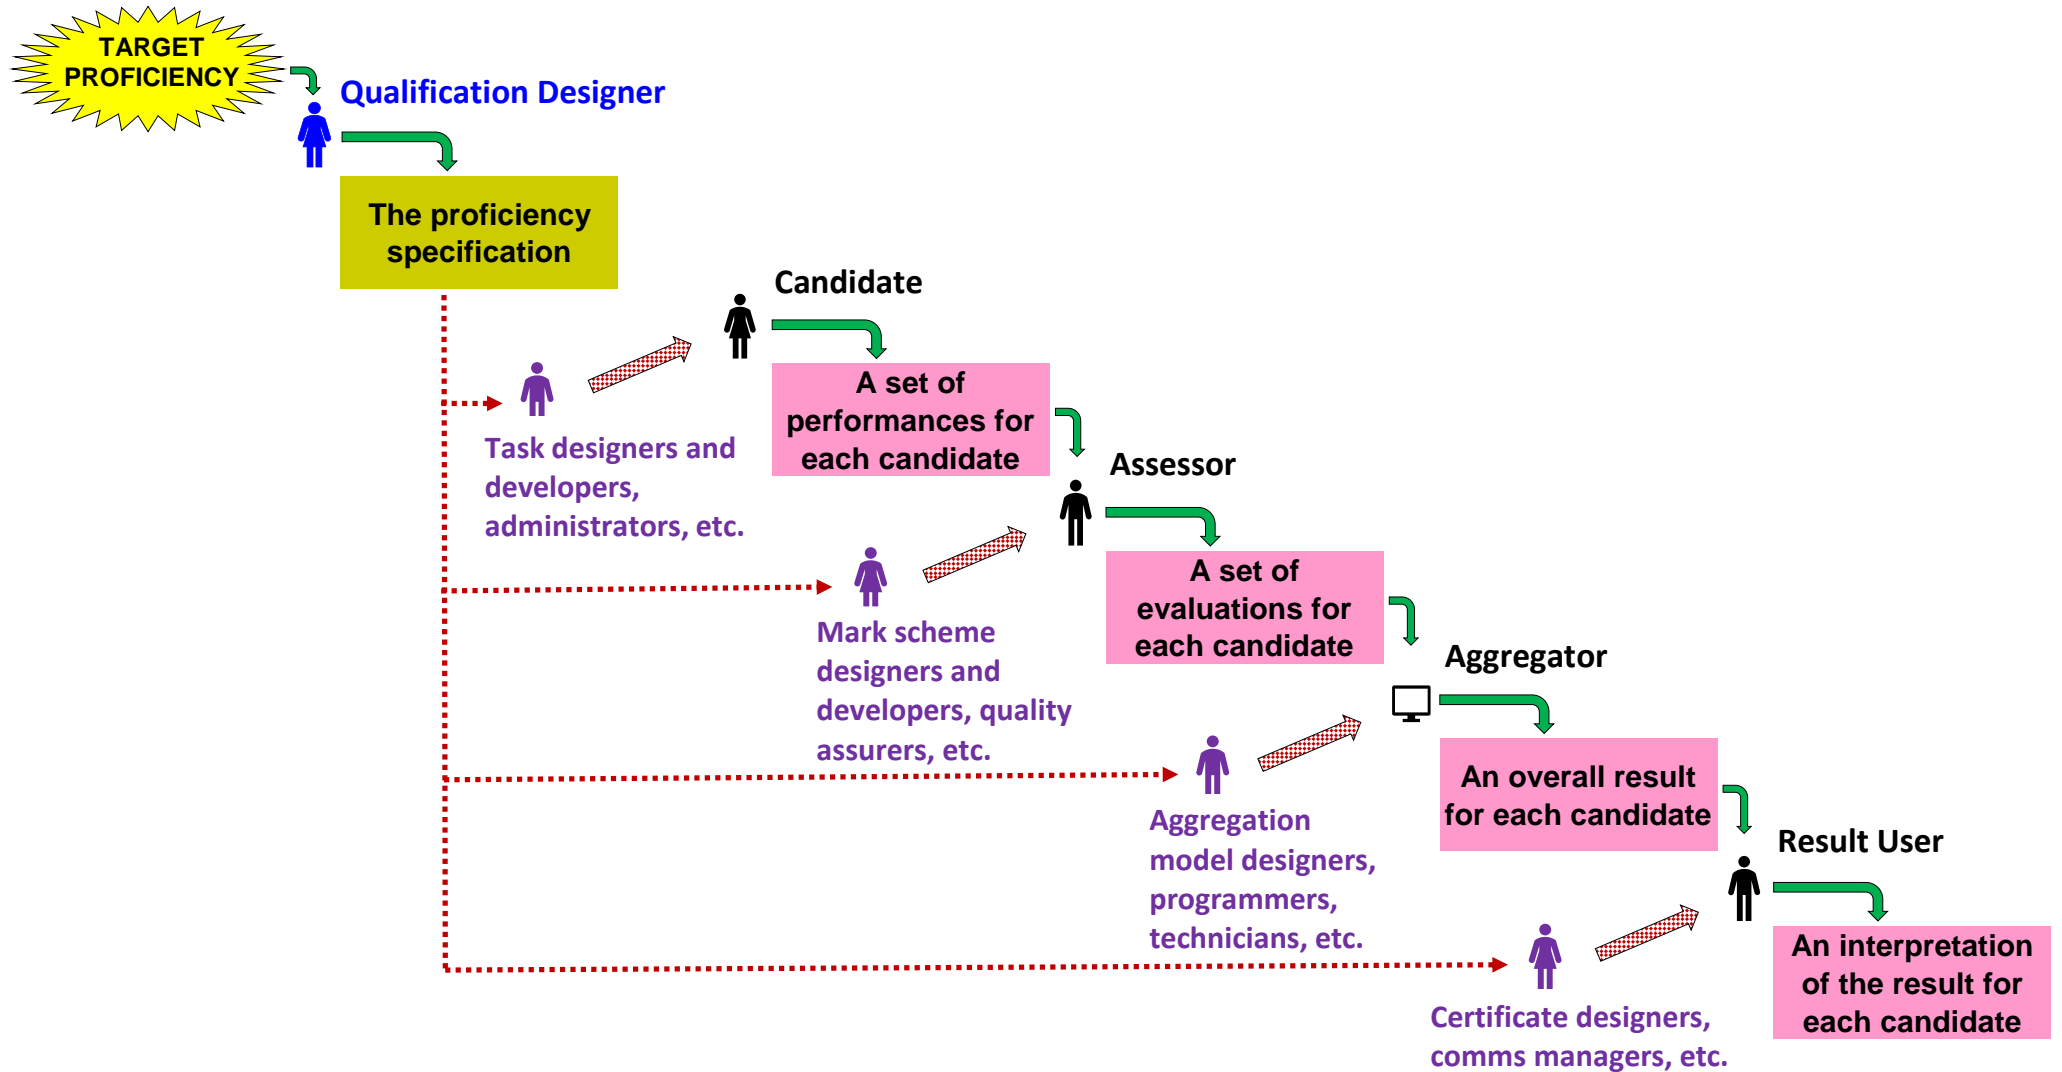 TARGET
PROFICIENCY
Qualification Designer
The proficiency
specification
Candidate
A set of
performances for
each candidate
Task designers and
developers,
administrators, etc.
Assessor
A set of
evaluations for
each candidate
Mark scheme
designers and
developers, quality
assurers, etc.
Aggregator
An overall result
for each candidate
Aggregation
model designers,
programmers,
technicians, etc.
Result User
An interpretation
of the result for
each candidate
Certificate designers,
comms managers, etc.